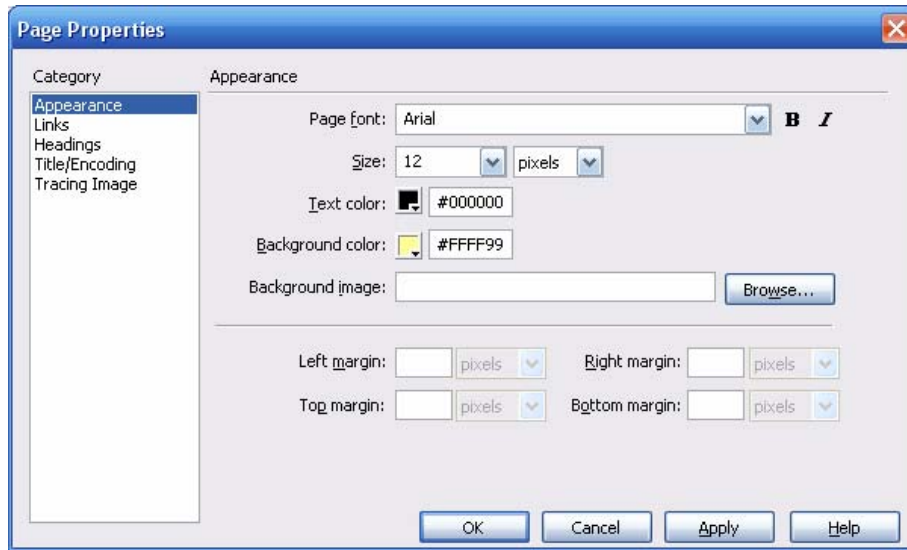 Page Properties
Category
Appearance
Links
Headings
Title/Encoding
Tracing Image
Appearance
Page font: Arial B I
Size: 12 pixels
Text color: #000000
Background color: #FFFF99
Background image: Browse...
Left margin: pixels Right margin: pixels
Top margin: pixels Bottom margin: pixels
OK Cancel Apply Help